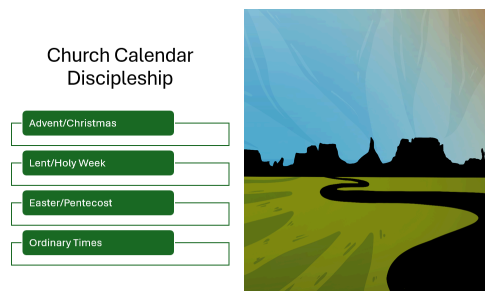 Church Calendar
Discipleship
Advent/Christmas
Lent/Holy Week
Easter/Pentecost
Ordinary Times